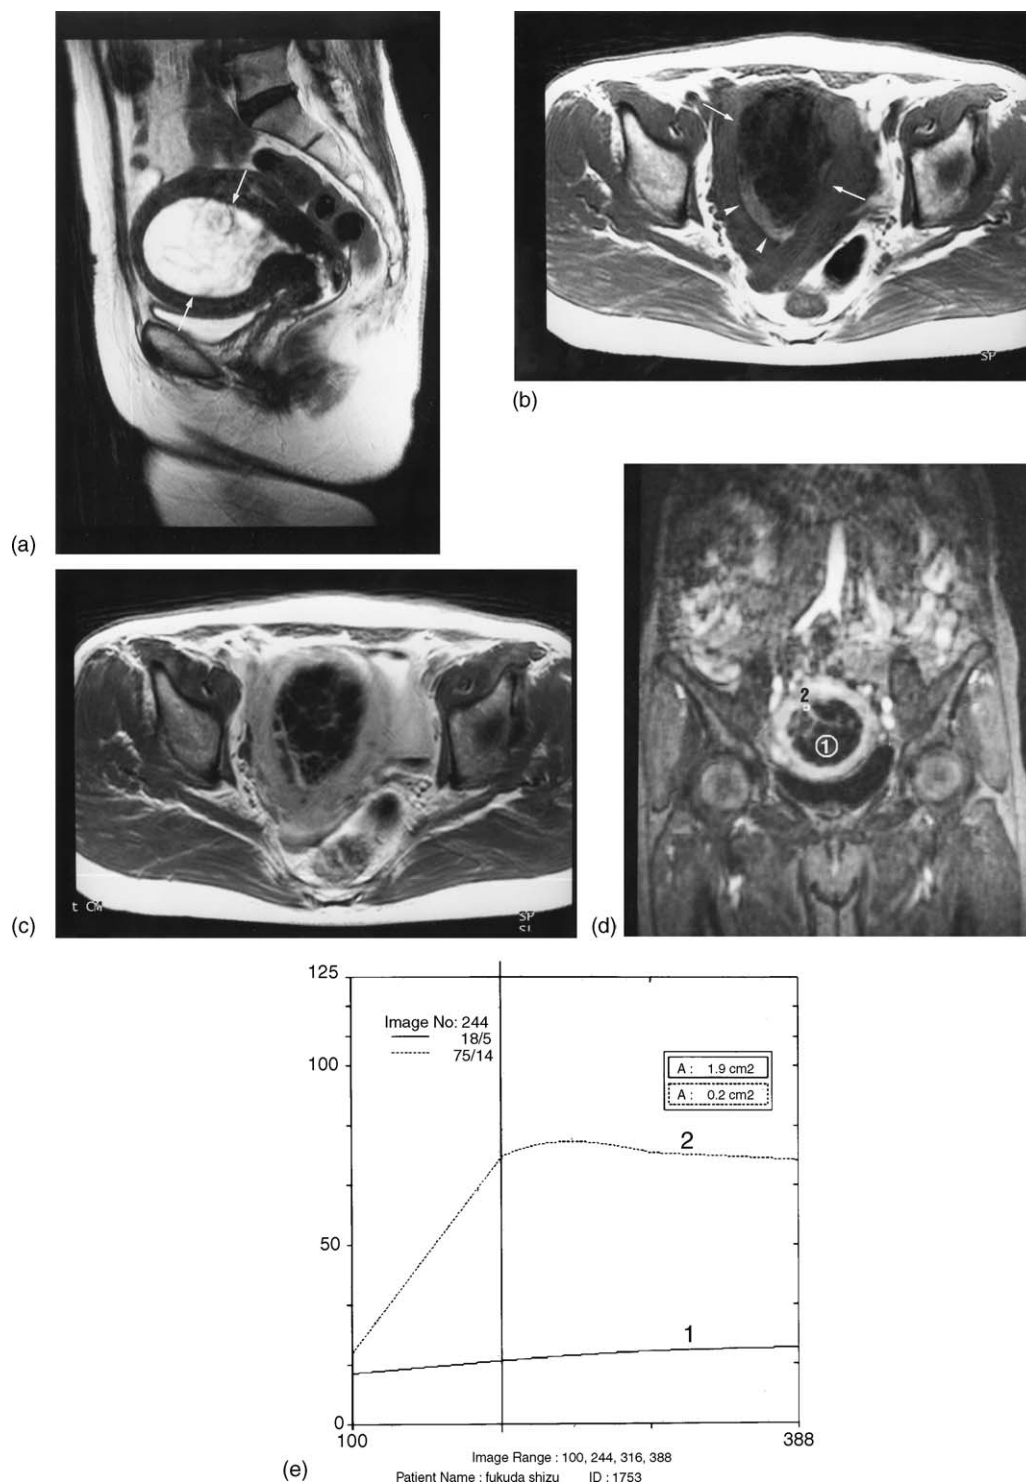 (a)
SP
(b)
2
1
t CM
SP
(c)
(d)
125
Image No: 244
18/5
75/14
100
A : 1.9 cm2
A : 0.2 cm2
2
50
1
0
100
388
Image Range : 100, 244, 316, 388
(e)
Patient Name : fukuda shizu ID : 1753